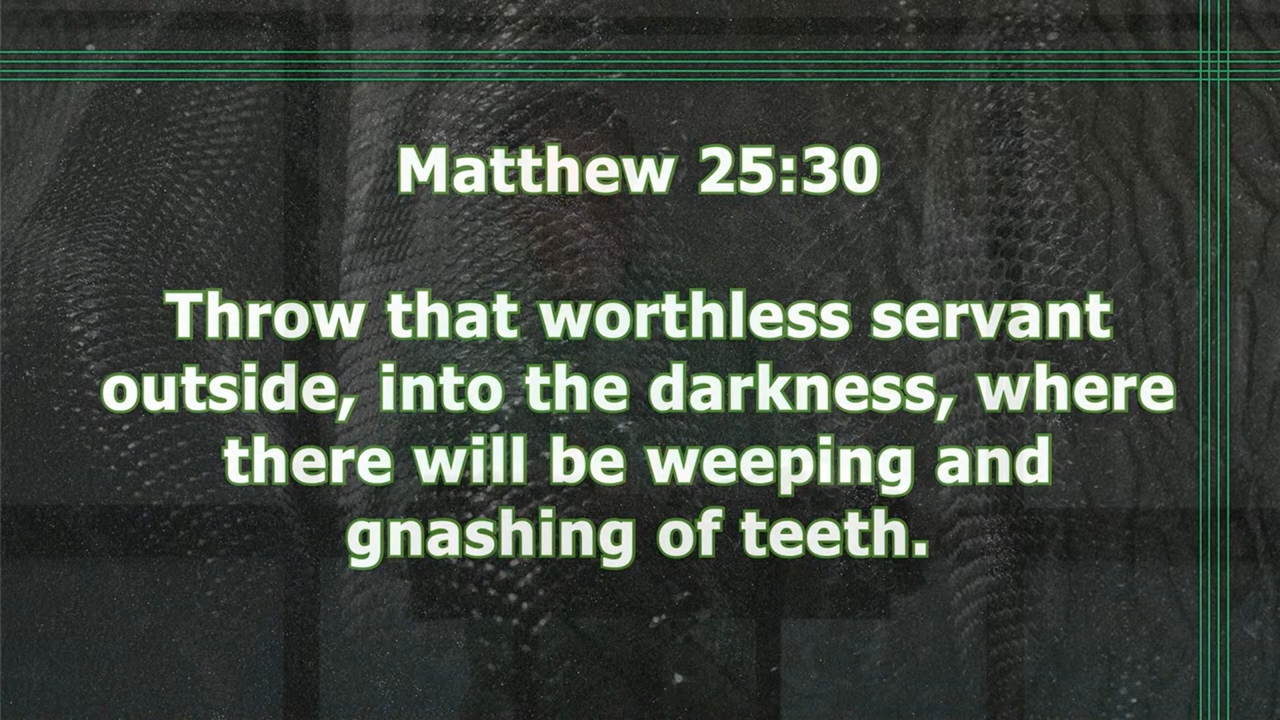 Matthew 25:30
Throw that worthless servant
outside, into the darkness, where
there will be weeping and
gnashing of teeth.